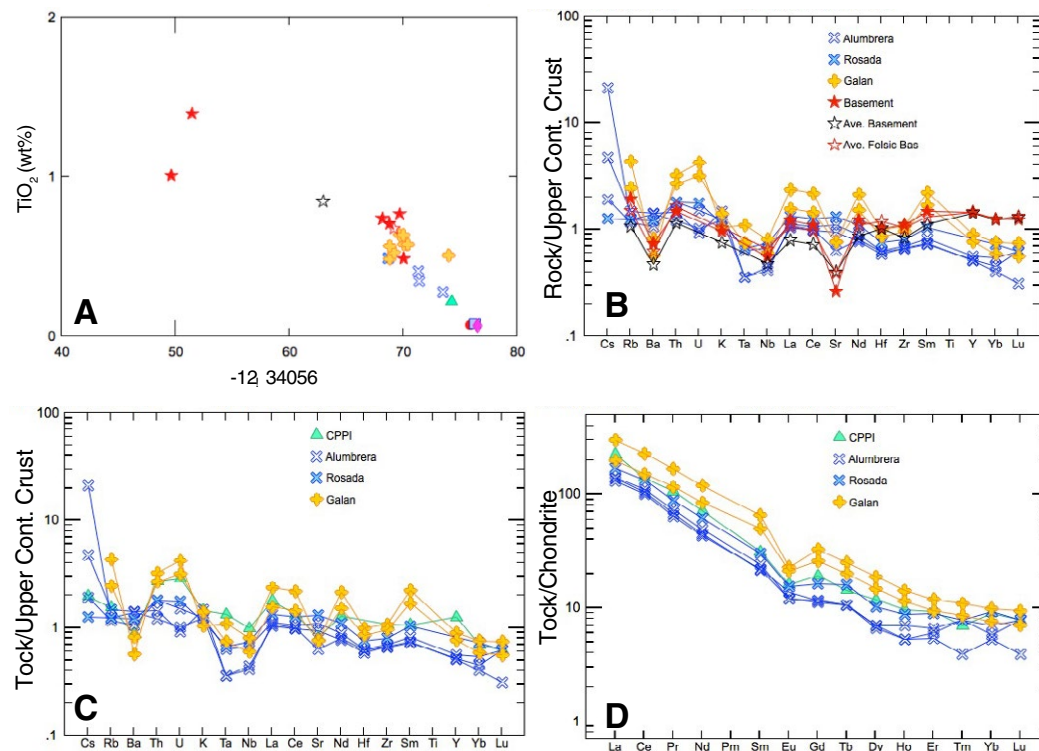 2
TiO2 (wt%)
1
0
A
40 50 60 70 80
-12, 34056
100
Rock/Upper Cont. Crust
10
1
.1
B
Alumbrera
Rosada
Galan
Basement
Ave. Basement
Ave. Felsic Bas
Cs Rb Ba Th U K Ta Nb La Ce Sr Nd Hf Zr Sm Ti Y Yb Lu
100
Tock/Upper Cont. Crust
10
1
.1
C
CPPI
Alumbrera
Rosada
Galan
Cs Rb Ba Th U K Ta Nb La Ce Sr Nd Hf Zr Sm Ti Y Yb Lu
Tock/Chondrite
100
10
1
D
CPPI
Alumbrera
Rosada
Galan
La Ce Pr Nd Pm Sm Eu Gd Tb Dy Ho Er Tm Yb Lu